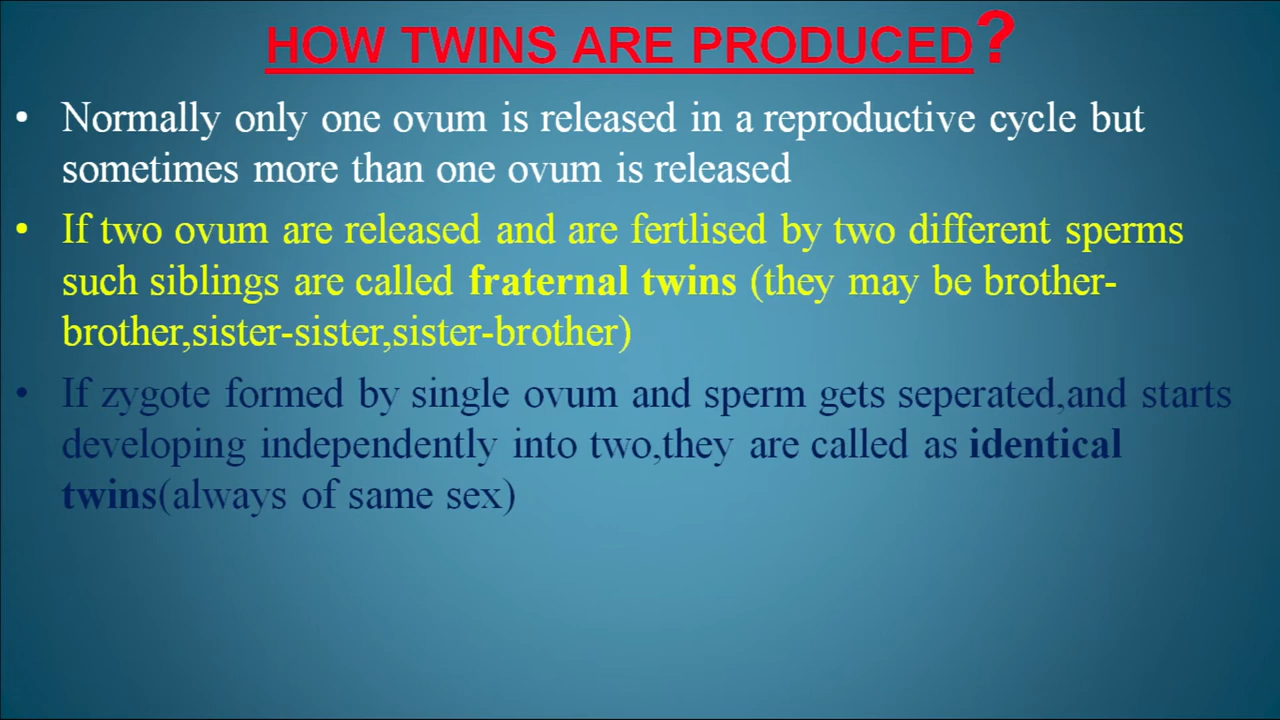 HOW TWINS ARE PRODUCED?
• Normally only one ovum is released in a reproductive cycle but
sometimes more than one ovum is released
• If two ovum are released and are fertlised by two different sperms
such siblings are called fraternal twins (they may be brother-
brother,sister-sister,sister-brother)
• If zygote formed by single ovum and sperm gets seperated,and starts
developing independently into two,they are called as identical
twins(always of same sex)